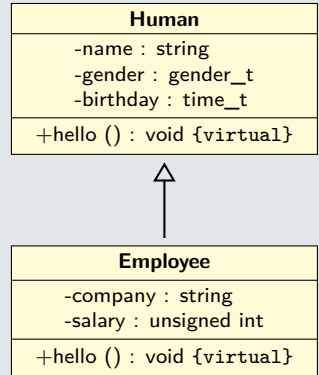 Human
-name : string
-gender : gender_t
-birthday : time_t
+hello () : void {virtual}
Employee
-company : string
-salary : unsigned int
+hello () : void {virtual}